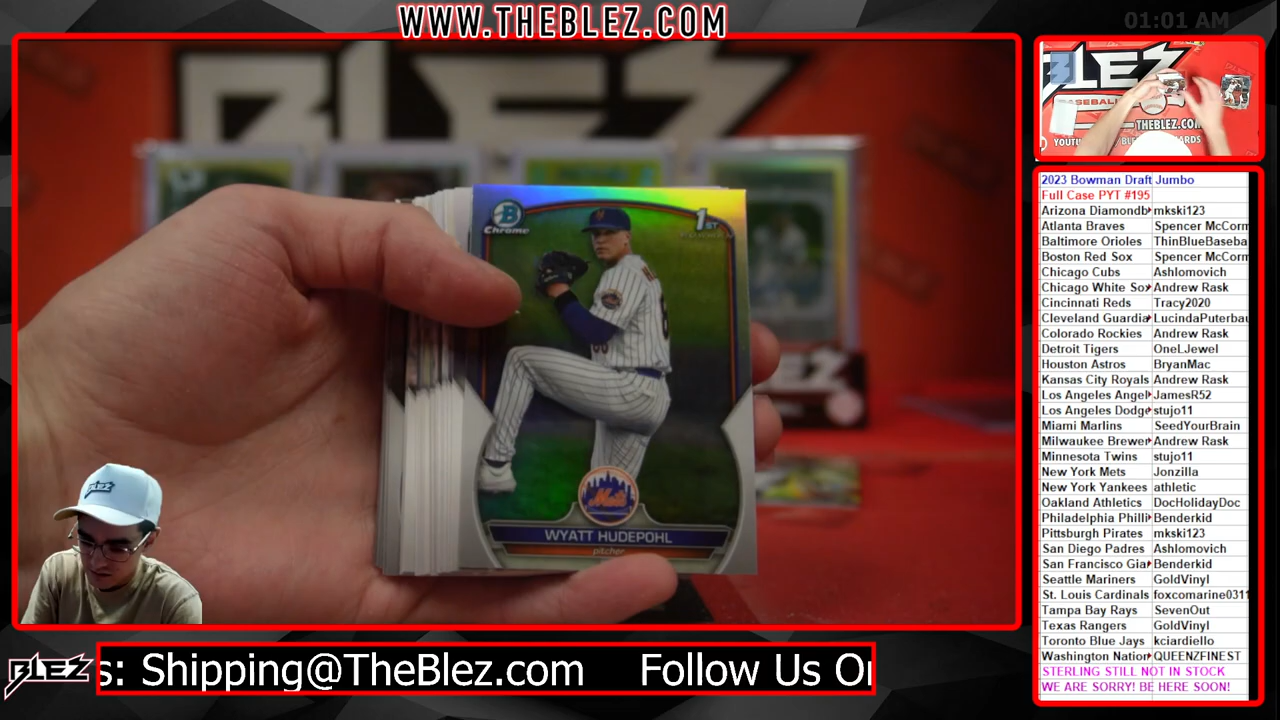 WWW.THEBLEZ.COM
01:01 AM
BLEZ
BLEZ
BASEBALL
THEBLEZ.COM
B
Chrome
1ST
Mets
WYATT HUDEPOHL
pitcher
BLEZ
2023 Bowman Draft Jumbo
Full Case PYT #195
Arizona Diamondb mkski123
Atlanta Braves Spencer McCorm
Baltimore Orioles ThinBlueBaseba
Boston Red Sox Spencer McCorm
Chicago Cubs Ashlomovich
Chicago White Sox Andrew Rask
Cincinnati Reds Tracy2020
Cleveland Guardia LucindaPuterbau
Colorado Rockies Andrew Rask
Detroit Tigers OneLJewel
Houston Astros BryanMac
Kansas City Royals Andrew Rask
Los Angeles Angel JamesR52
Los Angeles Dodge stujo11
Miami Marlins SeedYourBrain
Milwaukee Brewer Andrew Rask
Minnesota Twins stujo11
New York Mets Jonzilla
New York Yankees athletic
Oakland Athletics DocHolidayDoc
Philadelphia Philli Benderkid
Pittsburgh Pirates mkski123
San Diego Padres Ashlomovich
San Francisco Gia Benderkid
Seattle Mariners GoldVinyl
St. Louis Cardinals foxcomarine0311
Tampa Bay Rays SevenOut
Texas Rangers GoldVinyl
Toronto Blue Jays kciardiello
Washington Nation QUEENZFINEST
STERLING STILL NOT IN STOCK
WE ARE SORRY! BE HERE SOON!
BLEZ
s: Shipping@TheBlez.com Follow Us O